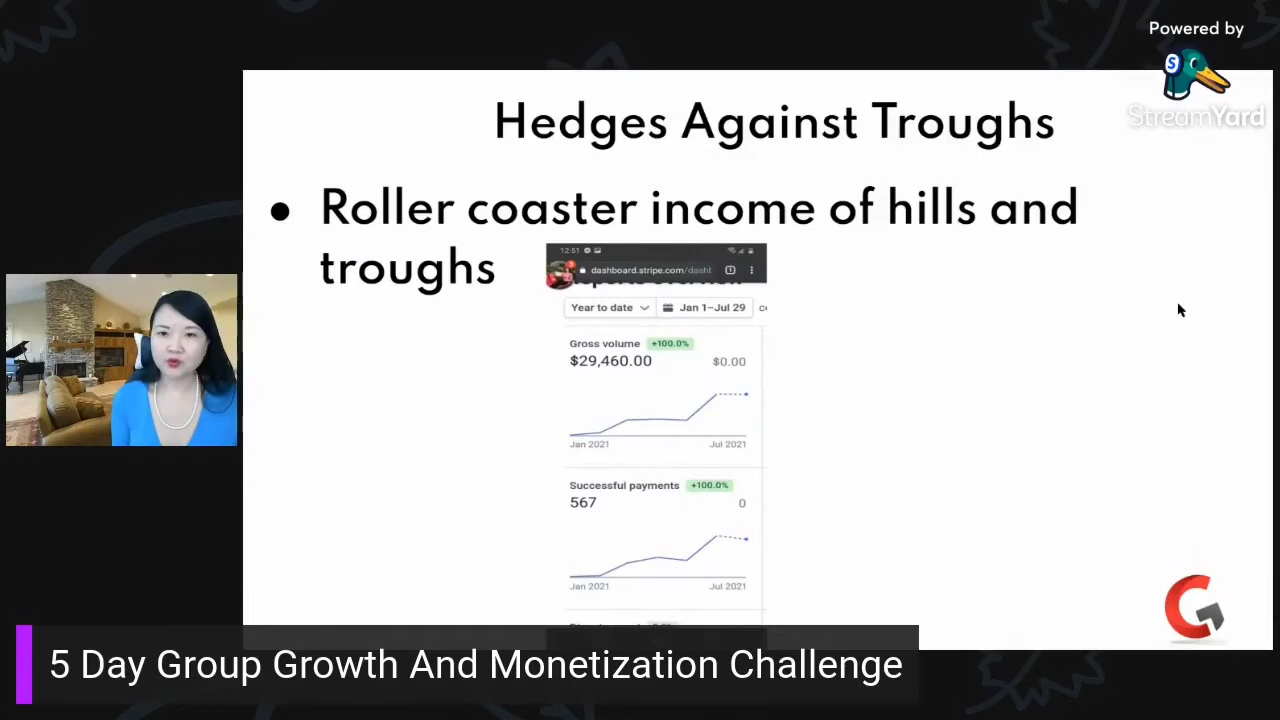 Powered by
StreamYard
Hedges Against Troughs
● Roller coaster income of hills and
troughs
12:51
dashboard.stripe.com/dasht
1
Year to date
Jan 1–Jul 29
Gross volume +100.0%
$29,460.00 $0.00
Jan 2021 Jul 2021
Successful payments +100.0%
567 0
Jan 2021 Jul 2021
5 Day Group Growth And Monetization Challenge